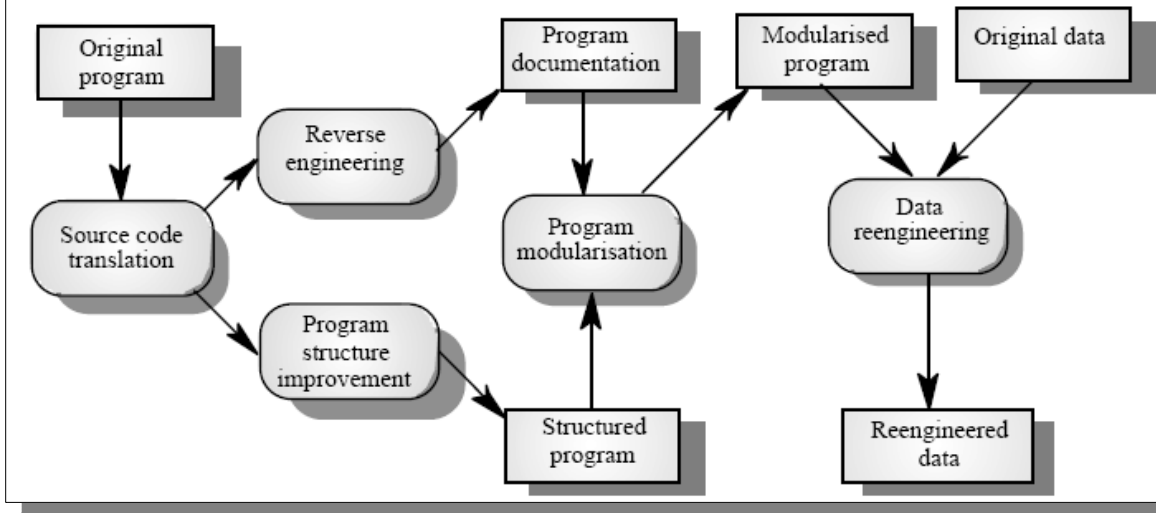 Original
program
Program
documentation
Modularised
program
Original data
Reverse
engineering
Source code
translation
Program
modularisation
Data
reengineering
Program
structure
improvement
Structured
program
Reengineered
data